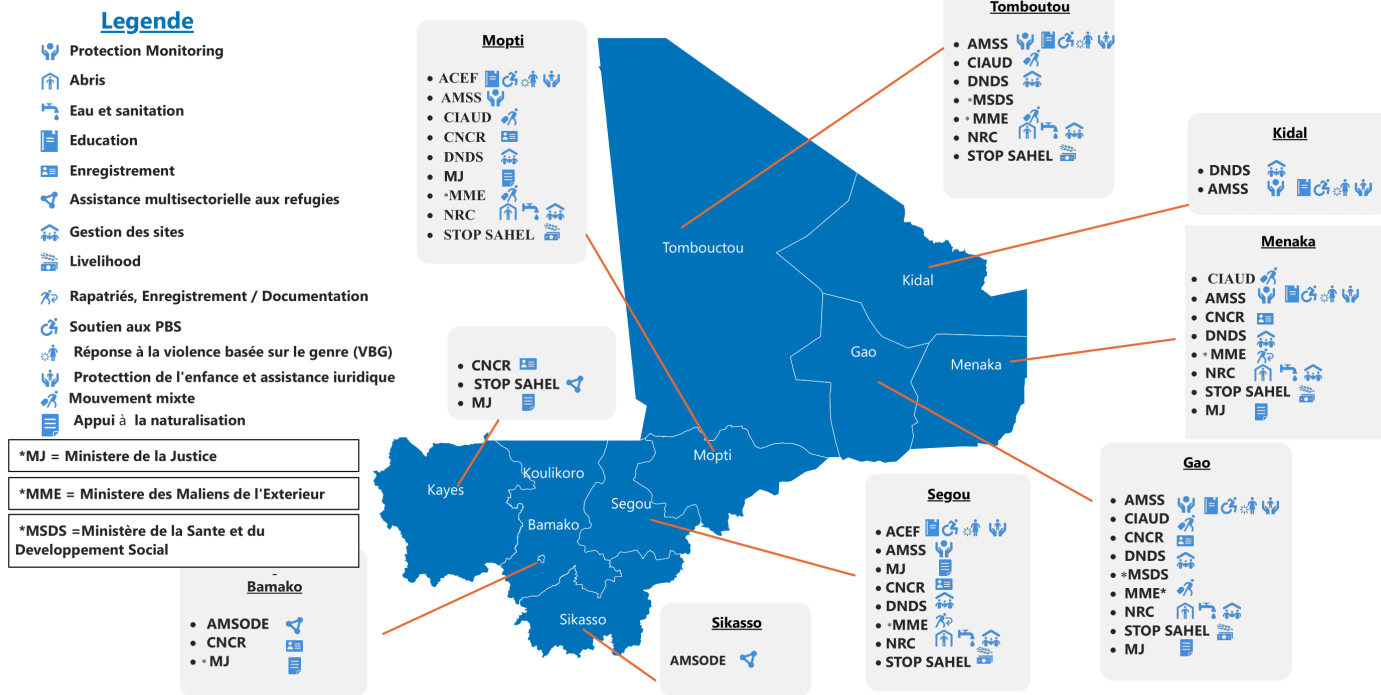 Legende
Protection Monitoring
Abris
Eau et sanitation
Education
Enregistrement
Assistance multisectorielle aux refugies
Gestion des sites
Livelihood
Rapatriés, Enregistrement / Documentation
Soutien aux PBS
Réponse à la violence basée sur le genre (VBG)
Protecttion de l'enfance et assistance iuridique
Mouvement mixte
Appui à la naturalisation
*MJ = Ministere de la Justice
*MME = Ministere des Maliens de l'Exterieur
*MSDS =Ministère de la Sante et du
Developpement Social
Mopti
• ACEF
• AMSS
• CIAUD
• CNCR
• DNDS
• MJ
• *MME
• NRC
• STOP SAHEL
Tomboutou
• AMSS
• CIAUD
• DNDS
• *MSDS
• *MME
• NRC
• STOP SAHEL
Kidal
• DNDS
• AMSS
Menaka
• CIAUD
• AMSS
• CNCR
• DNDS
• *MME
• NRC
• STOP SAHEL
• MJ
• CNCR
• STOP SAHEL
• MJ
Tombouctou
Kidal
Gao
Menaka
Mopti
Koulikoro
Kayes
Segou
Bamako
Sikasso
Gao
• AMSS
• CIAUD
• CNCR
• DNDS
• *MSDS
• MME*
• NRC
• STOP SAHEL
• MJ
Segou
• ACEF
• AMSS
• MJ
• CNCR
• DNDS
• *MME
• NRC
• STOP SAHEL
Bamako
• AMSODE
• CNCR
• *MJ
Sikasso
AMSODE